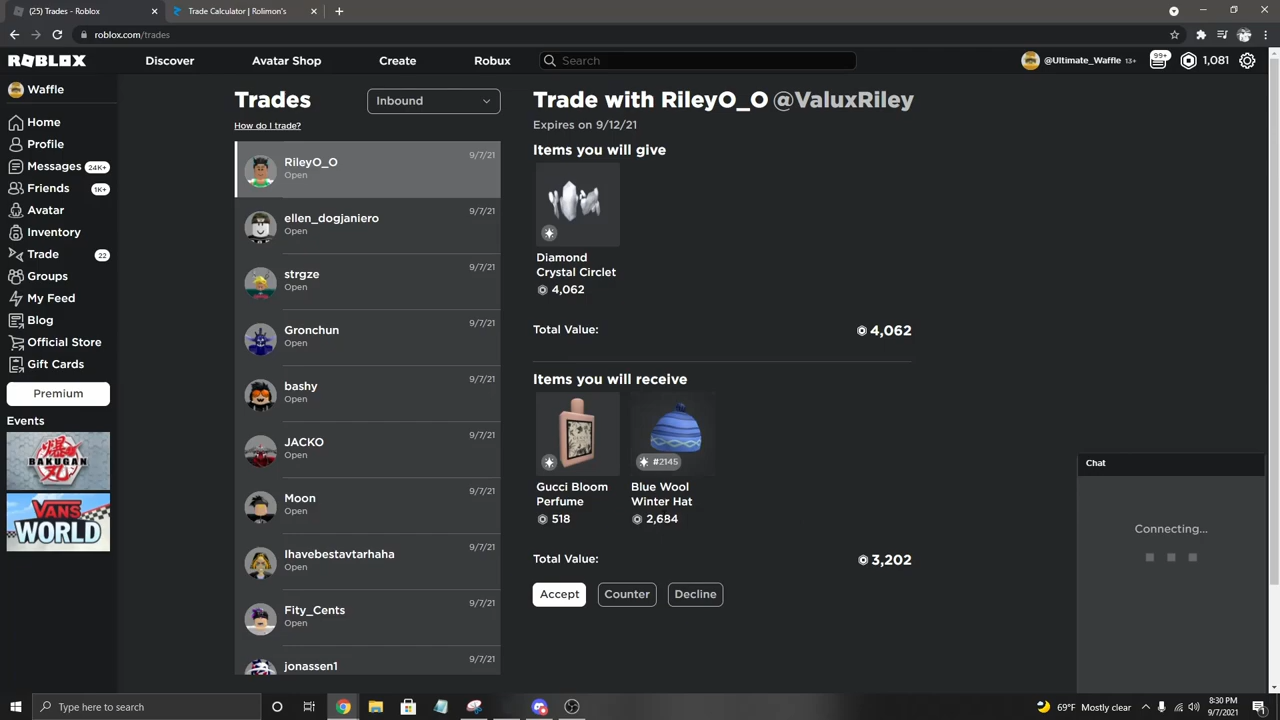 (25) Trades - Roblox
Trade Calculator | Rolimon's
roblox.com/trades
ROBLOX
Discover
Avatar Shop
Create
Robux
Search
@Ultimate_Waffle 13+
99+
1,081
Waffle
Home
Profile
Messages 24K+
Friends 1K+
Avatar
Inventory
Trade 22
Groups
My Feed
Blog
Official Store
Gift Cards
Premium
Events
BAKUGAN
VANS
WORLD
Trades
Inbound
How do I trade?
RileyO_O 9/7/21
Open
ellen_dogjaniero 9/7/21
Open
strgze 9/7/21
Open
Gronchun 9/7/21
Open
bashy 9/7/21
Open
JACKO 9/7/21
Open
Moon 9/7/21
Open
Ihavebestavtarhaha 9/7/21
Open
Fity_Cents 9/7/21
Open
jonassen1 9/7/21
Trade with RileyO_O @ValuxRiley
Expires on 9/12/21
Items you will give
Diamond
Crystal Circlet
4,062
Total Value: 4,062
Items you will receive
#2145
Gucci Bloom
Perfume
518
Blue Wool
Winter Hat
2,684
Total Value: 3,202
Accept
Counter
Decline
Chat
Connecting...
Type here to search
69°F Mostly clear
8:30 PM
9/7/2021